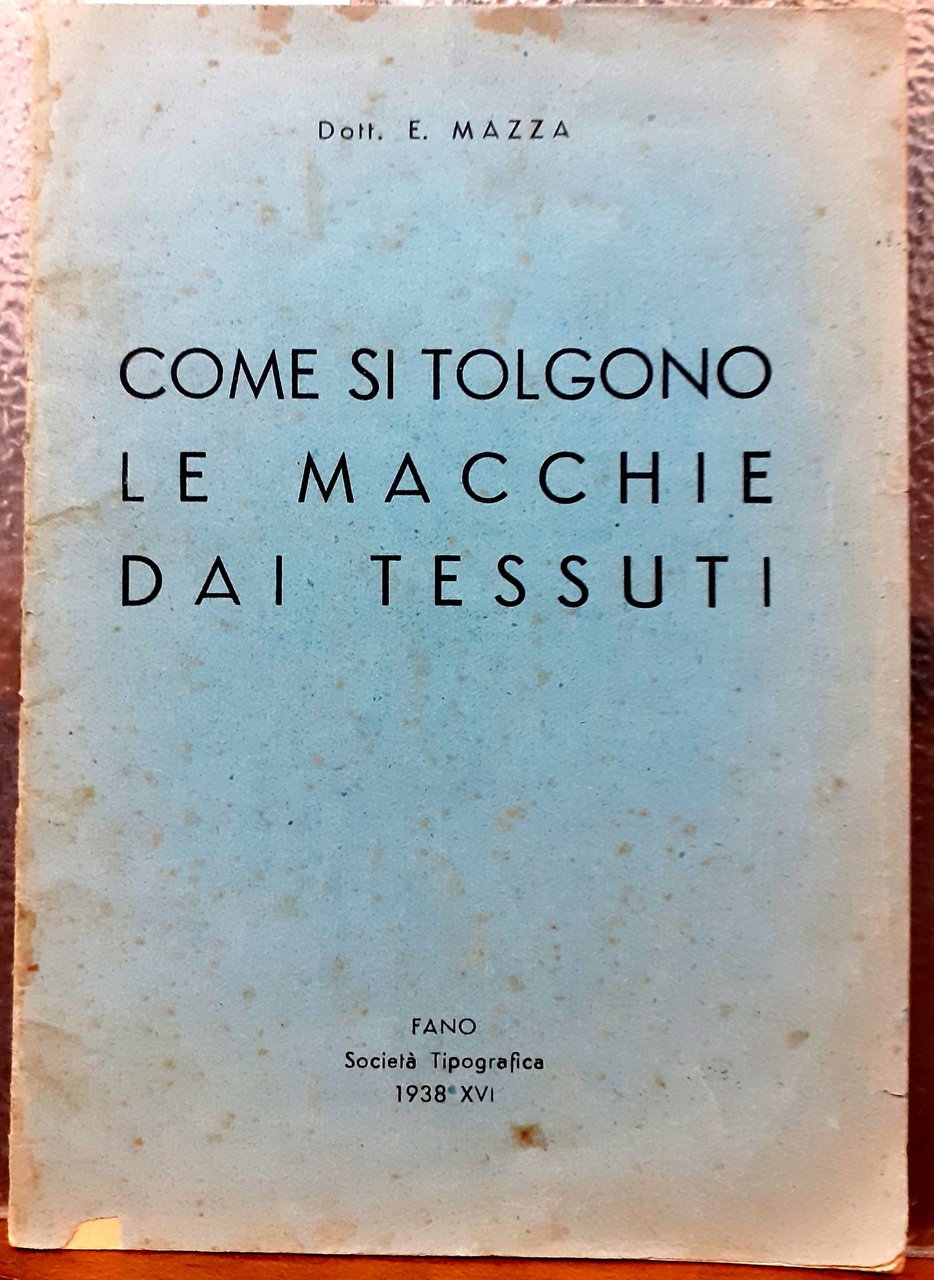 Dott. E. MAZZA
COME SI TOLGONO
LE MACCHIE
DAI TESSUTI
FANO
Società Tipografica
1938 XVI